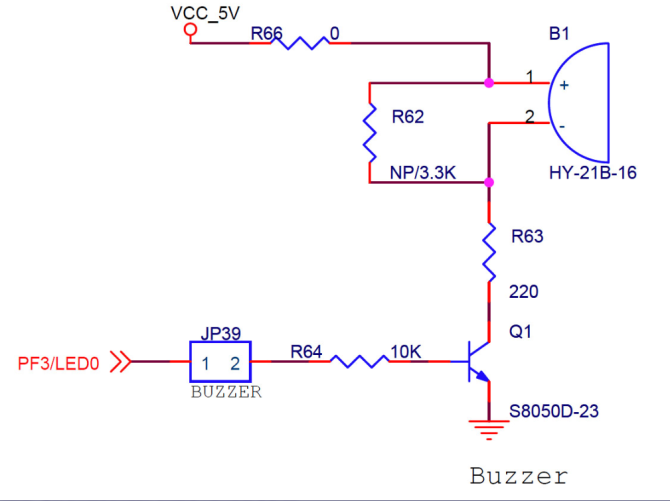 VCC_5V
R66 0
B1
1 +
R62
2 -
NP/3.3K
HY-21B-16
R63
220
Q1
JP39
PF3/LED0 1 2 R64 10K
BUZZER
S8050D-23
Buzzer